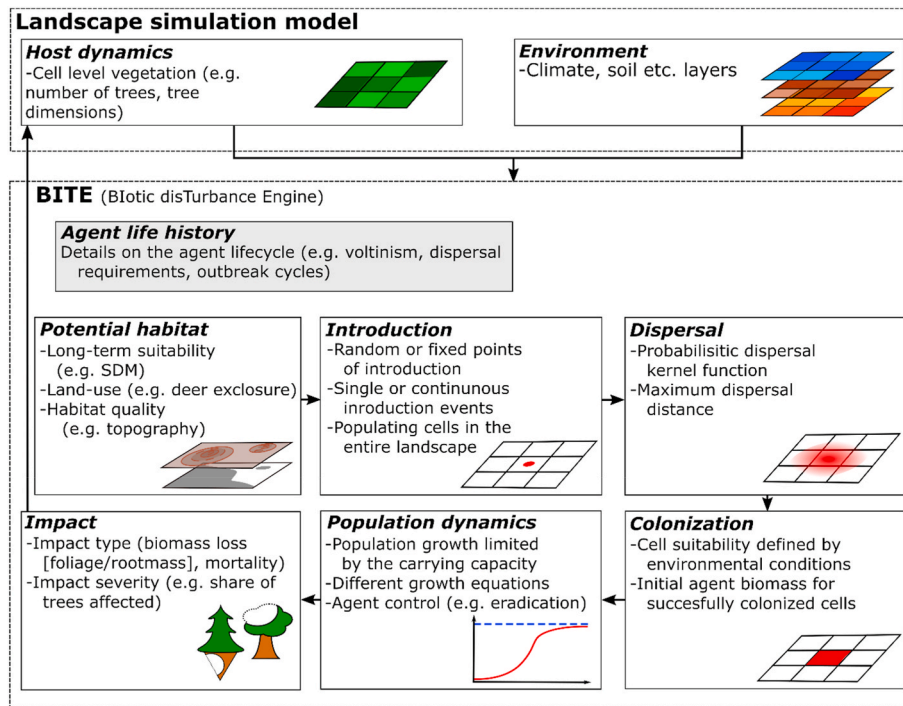 Landscape simulation model
Host dynamics
-Cell level vegetation (e.g.
number of trees, tree
dimensions)
Environment
-Climate, soil etc. layers
BITE (BIotic disTurbance Engine)
Agent life history
Details on the agent lifecycle (e.g. voltinism, dispersal
requirements, outbreak cycles)
Potential habitat
-Long-term suitability
(e.g. SDM)
-Land-use (e.g. deer exclosure)
-Habitat quality
(e.g. topography)
Introduction
-Random or fixed points
of introduction
-Single or continunous
inroduction events
-Populating cells in the
entire landscape
Dispersal
-Probabilisitic dispersal
kernel function
-Maximum dispersal
distance
Impact
-Impact type (biomass loss
[foliage/rootmass], mortality)
-Impact severity (e.g. share of
trees affected)
Population dynamics
-Population growth limited
by the carrying capacity
-Different growth equations
-Agent control (e.g. eradication)
Colonization
-Cell suitability defined by
environmental conditions
-Initial agent biomass for
succesfully colonized cells